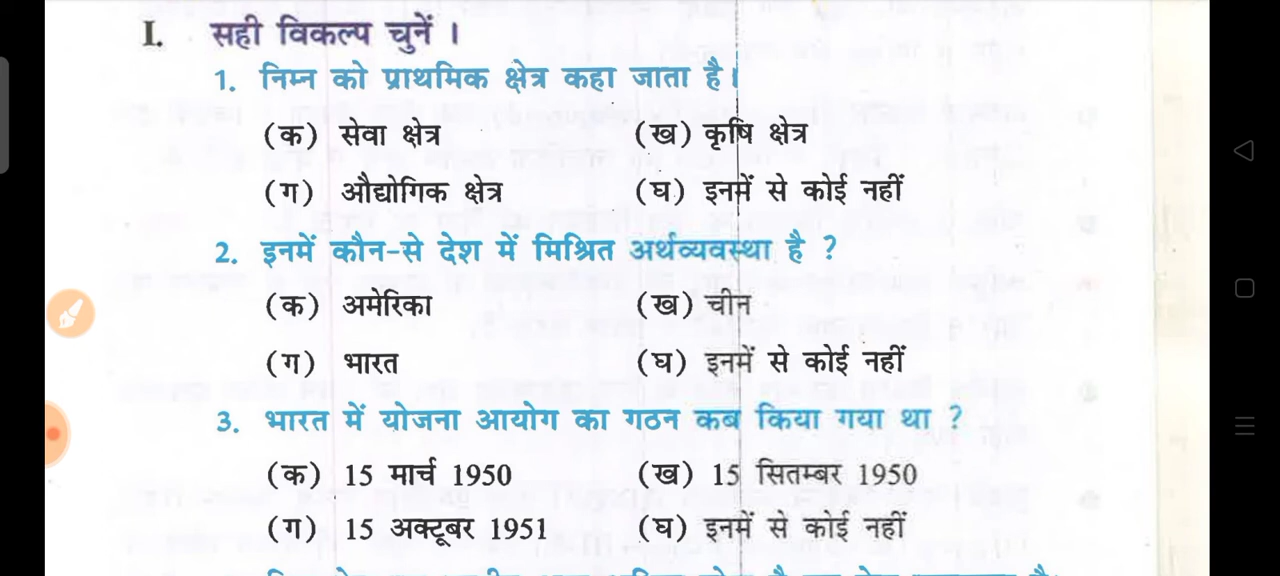 I. सही विकल्प चुनें ।
1. निम्न को प्राथमिक क्षेत्र कहा जाता है।
(क) सेवा क्षेत्र (ख) कृषि क्षेत्र
(ग) औद्योगिक क्षेत्र (घ) इनमें से कोई नहीं
2. इनमें कौन-से देश में मिश्रित अर्थव्यवस्था है ?
(क) अमेरिका (ख) चीन
(ग) भारत (घ) इनमें से कोई नहीं
3. भारत में योजना आयोग का गठन कब किया गया था ?
(क) 15 मार्च 1950 (ख) 15 सितम्बर 1950
(ग) 15 अक्टूबर 1951 (घ) इनमें से कोई नहीं